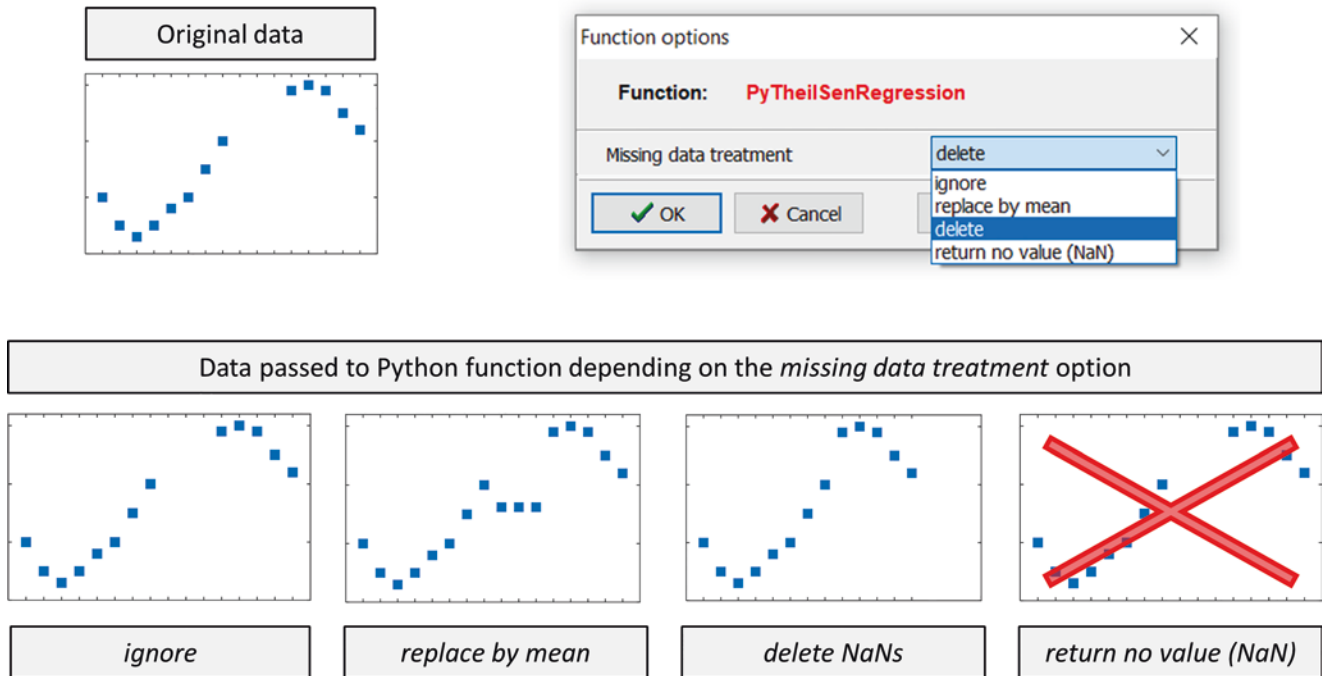 Original data
Function options
Function: PyTheilSenRegression
Missing data treatment delete
ignore
replace by mean
delete
return no value (NaN)
OK Cancel
Data passed to Python function depending on the missing data treatment option
ignore replace by mean delete NaNs return no value (NaN)